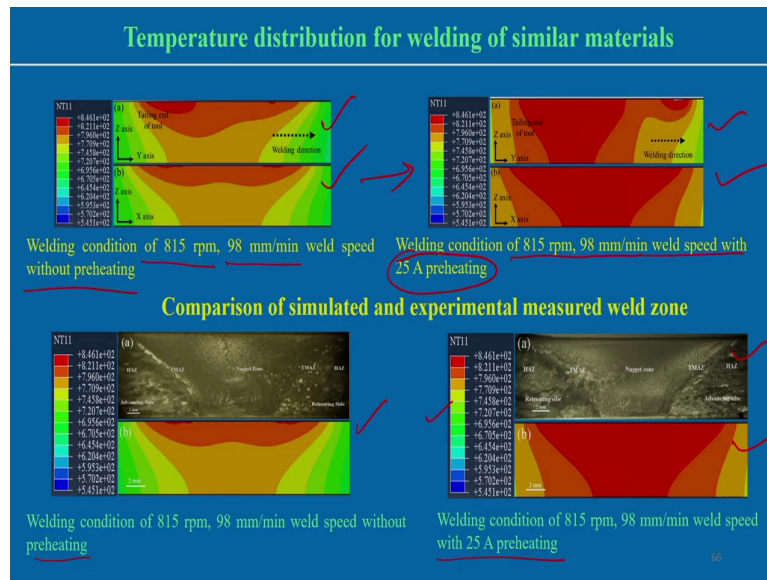 Temperature distribution for welding of similar materials
NT11
+8.461e+02
+8.211e+02
+7.960e+02
+7.709e+02
+7.458e+02
+7.207e+02
+6.956e+02
+6.705e+02
+6.454e+02
+6.204e+02
+5.953e+02
+5.702e+02
+5.451e+02
(a)
Tailing end
of tool
Z axis
Y axis
Welding direction
(b)
Z axis
X axis
Welding condition of 815 rpm, 98 mm/min weld speed
without preheating
NT11
+8.461e+02
+8.211e+02
+7.960e+02
+7.709e+02
+7.458e+02
+7.207e+02
+6.956e+02
+6.705e+02
+6.454e+02
+6.204e+02
+5.953e+02
+5.702e+02
+5.451e+02
(a)
Tailing end
of tool
Z axis
Y axis
Welding direction
(b)
Z axis
X axis
Welding condition of 815 rpm, 98 mm/min weld speed with
25 A preheating
Comparison of simulated and experimental measured weld zone
NT11
+8.461e+02
+8.211e+02
+7.960e+02
+7.709e+02
+7.458e+02
+7.207e+02
+6.956e+02
+6.705e+02
+6.454e+02
+6.204e+02
+5.953e+02
+5.702e+02
+5.451e+02
(a)
HAZ
TMAZ
Nugget Zone
TMAZ
HAZ
Advancing Side
Retreating Side
2 mm
(b)
2 mm
Welding condition of 815 rpm, 98 mm/min weld speed without
preheating
NT11
+8.461e+02
+8.211e+02
+7.960e+02
+7.709e+02
+7.458e+02
+7.207e+02
+6.956e+02
+6.705e+02
+6.454e+02
+6.204e+02
+5.953e+02
+5.702e+02
+5.451e+02
(a)
HAZ
TMAZ
Nugget zone
TMAZ
HAZ
Retreating side
Advancing side
2 mm
(b)
2 mm
Welding condition of 815 rpm, 98 mm/min weld speed
with 25 A preheating
66